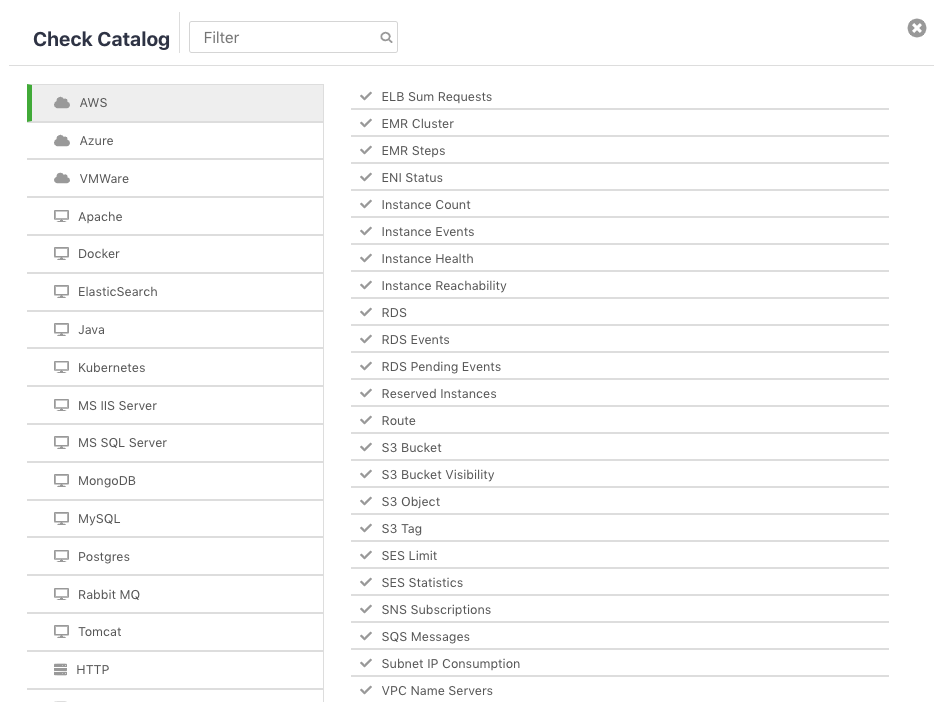 Check Catalog
Filter
AWS
Azure
VMWare
Apache
Docker
ElasticSearch
Java
Kubernetes
MS IIS Server
MS SQL Server
MongoDB
MySQL
Postgres
Rabbit MQ
Tomcat
HTTP
ELB Sum Requests
EMR Cluster
EMR Steps
ENI Status
Instance Count
Instance Events
Instance Health
Instance Reachability
RDS
RDS Events
RDS Pending Events
Reserved Instances
Route
S3 Bucket
S3 Bucket Visibility
S3 Object
S3 Tag
SES Limit
SES Statistics
SNS Subscriptions
SQS Messages
Subnet IP Consumption
VPC Name Servers